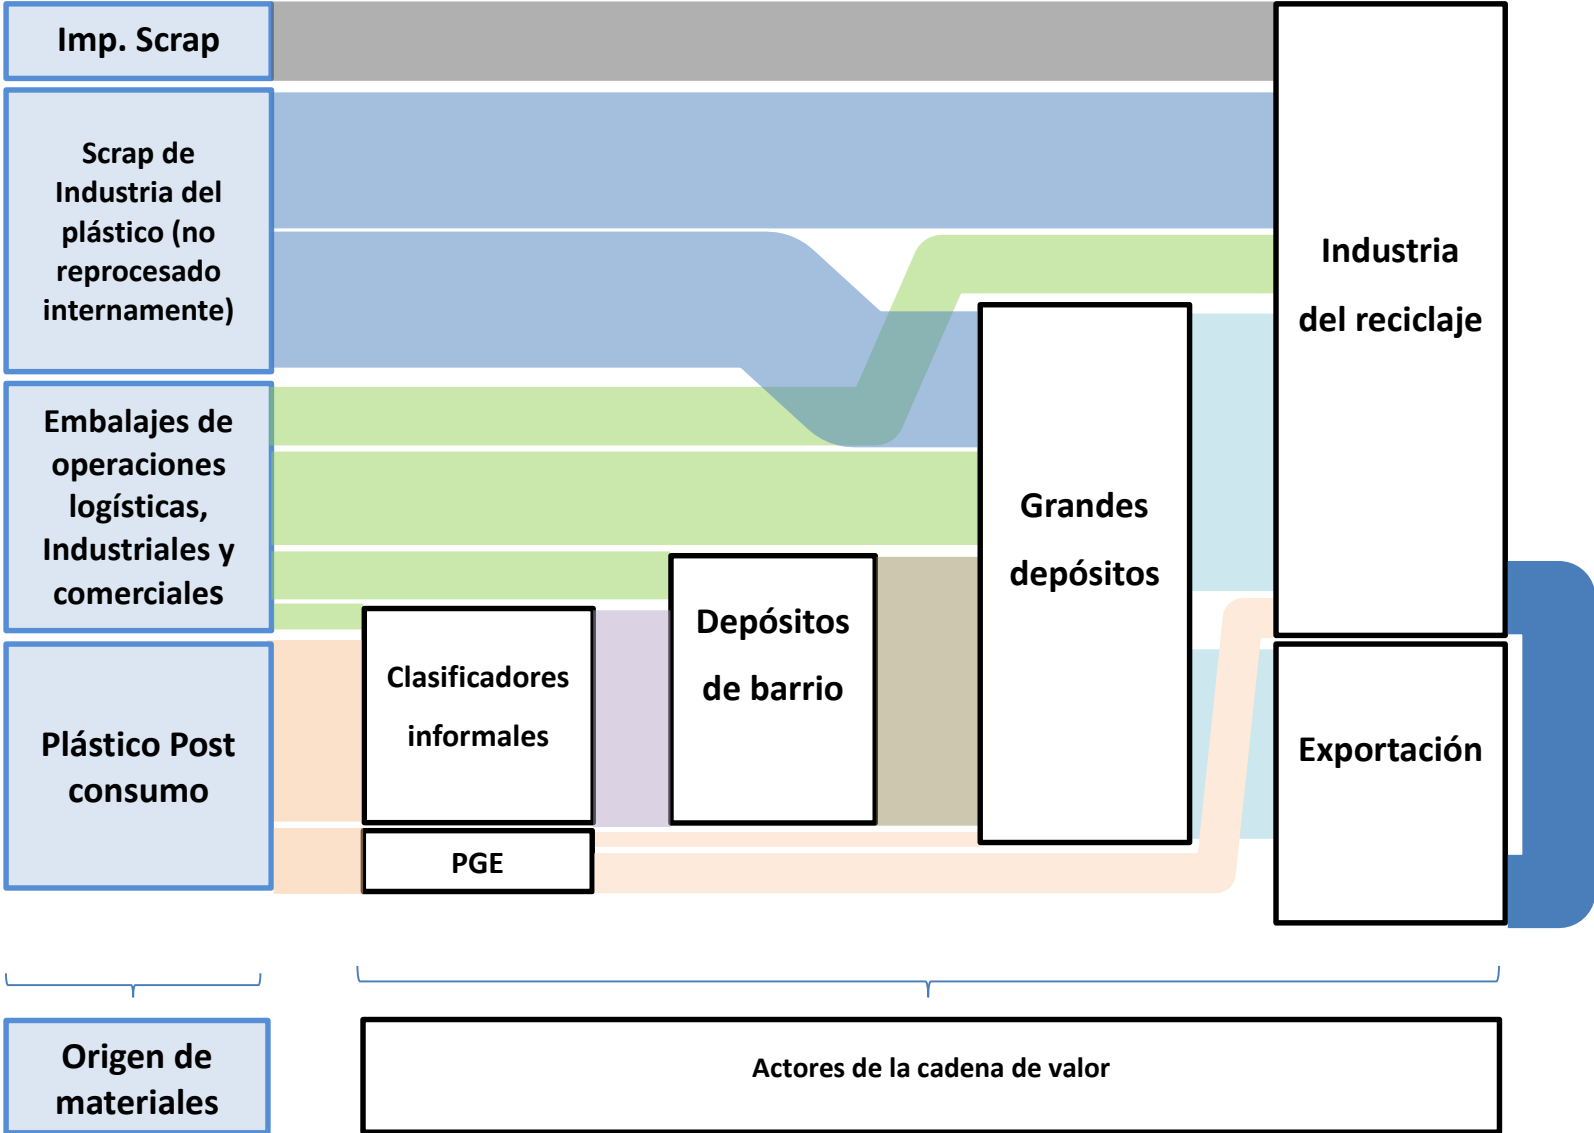 Imp. Scrap
Scrap de
Industria del
plástico (no
reprocesado
internamente)
Embalajes de
operaciones
logísticas,
Industriales y
comerciales
Plástico Post
consumo
Clasificadores
informales
PGE
Depósitos
de barrio
Grandes
depósitos
Industria
del reciclaje
Exportación
Origen de
materiales
Actores de la cadena de valor